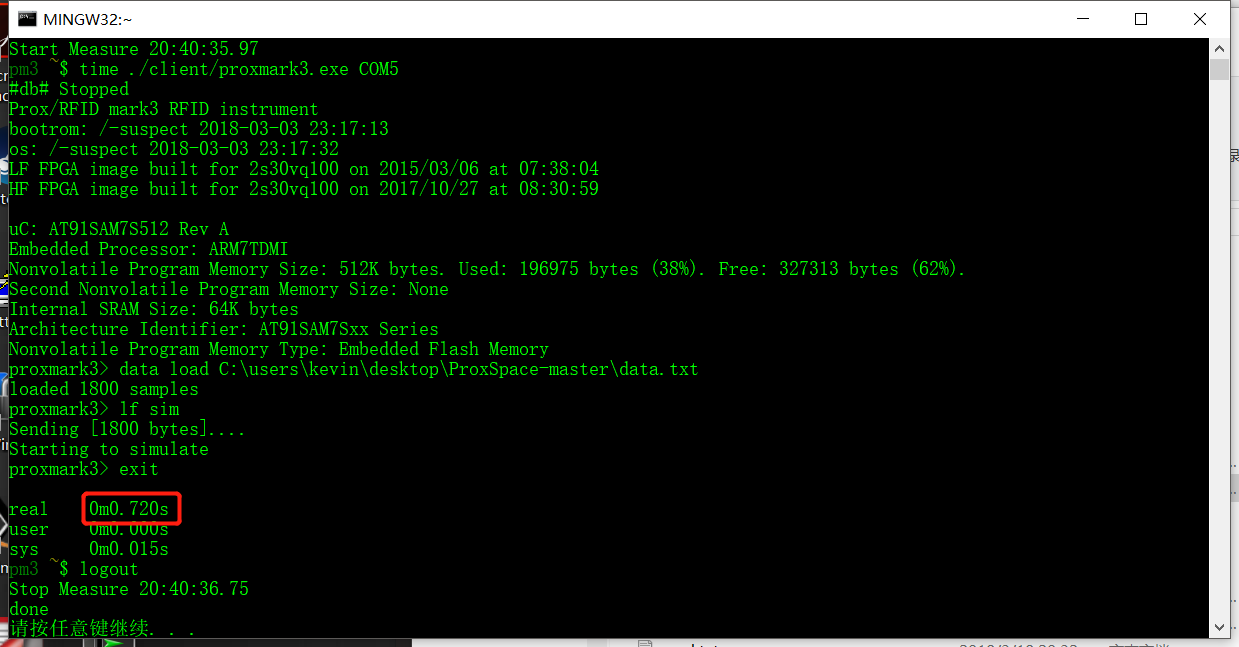 MINGW32:~
Start Measure 20:40:35.97
pm3 ~$ time ./client/proxmark3.exe COM5
#db# Stopped
Prox/RFID mark3 RFID instrument
bootrom: /-suspect 2018-03-03 23:17:13
os: /-suspect 2018-03-03 23:17:32
LF FPGA image built for 2s30vq100 on 2015/03/06 at 07:38:04
HF FPGA image built for 2s30vq100 on 2017/10/27 at 08:30:59
uC: AT91SAM7S512 Rev A
Embedded Processor: ARM7TDMI
Nonvolatile Program Memory Size: 512K bytes. Used: 196975 bytes (38%). Free: 327313 bytes (62%).
Second Nonvolatile Program Memory Size: None
Internal SRAM Size: 64K bytes
Architecture Identifier: AT91SAM7Sxx Series
Nonvolatile Program Memory Type: Embedded Flash Memory
proxmark3> data load C:\users\kevin\desktop\ProxSpace-master\data.txt
loaded 1800 samples
proxmark3> lf sim
Sending [1800 bytes]....
Starting to simulate
proxmark3> exit
real 0m0.720s
user 0m0.000s
sys 0m0.015s
pm3 ~$ logout
Stop Measure 20:40:36.75
done
请按任意键继续. . .